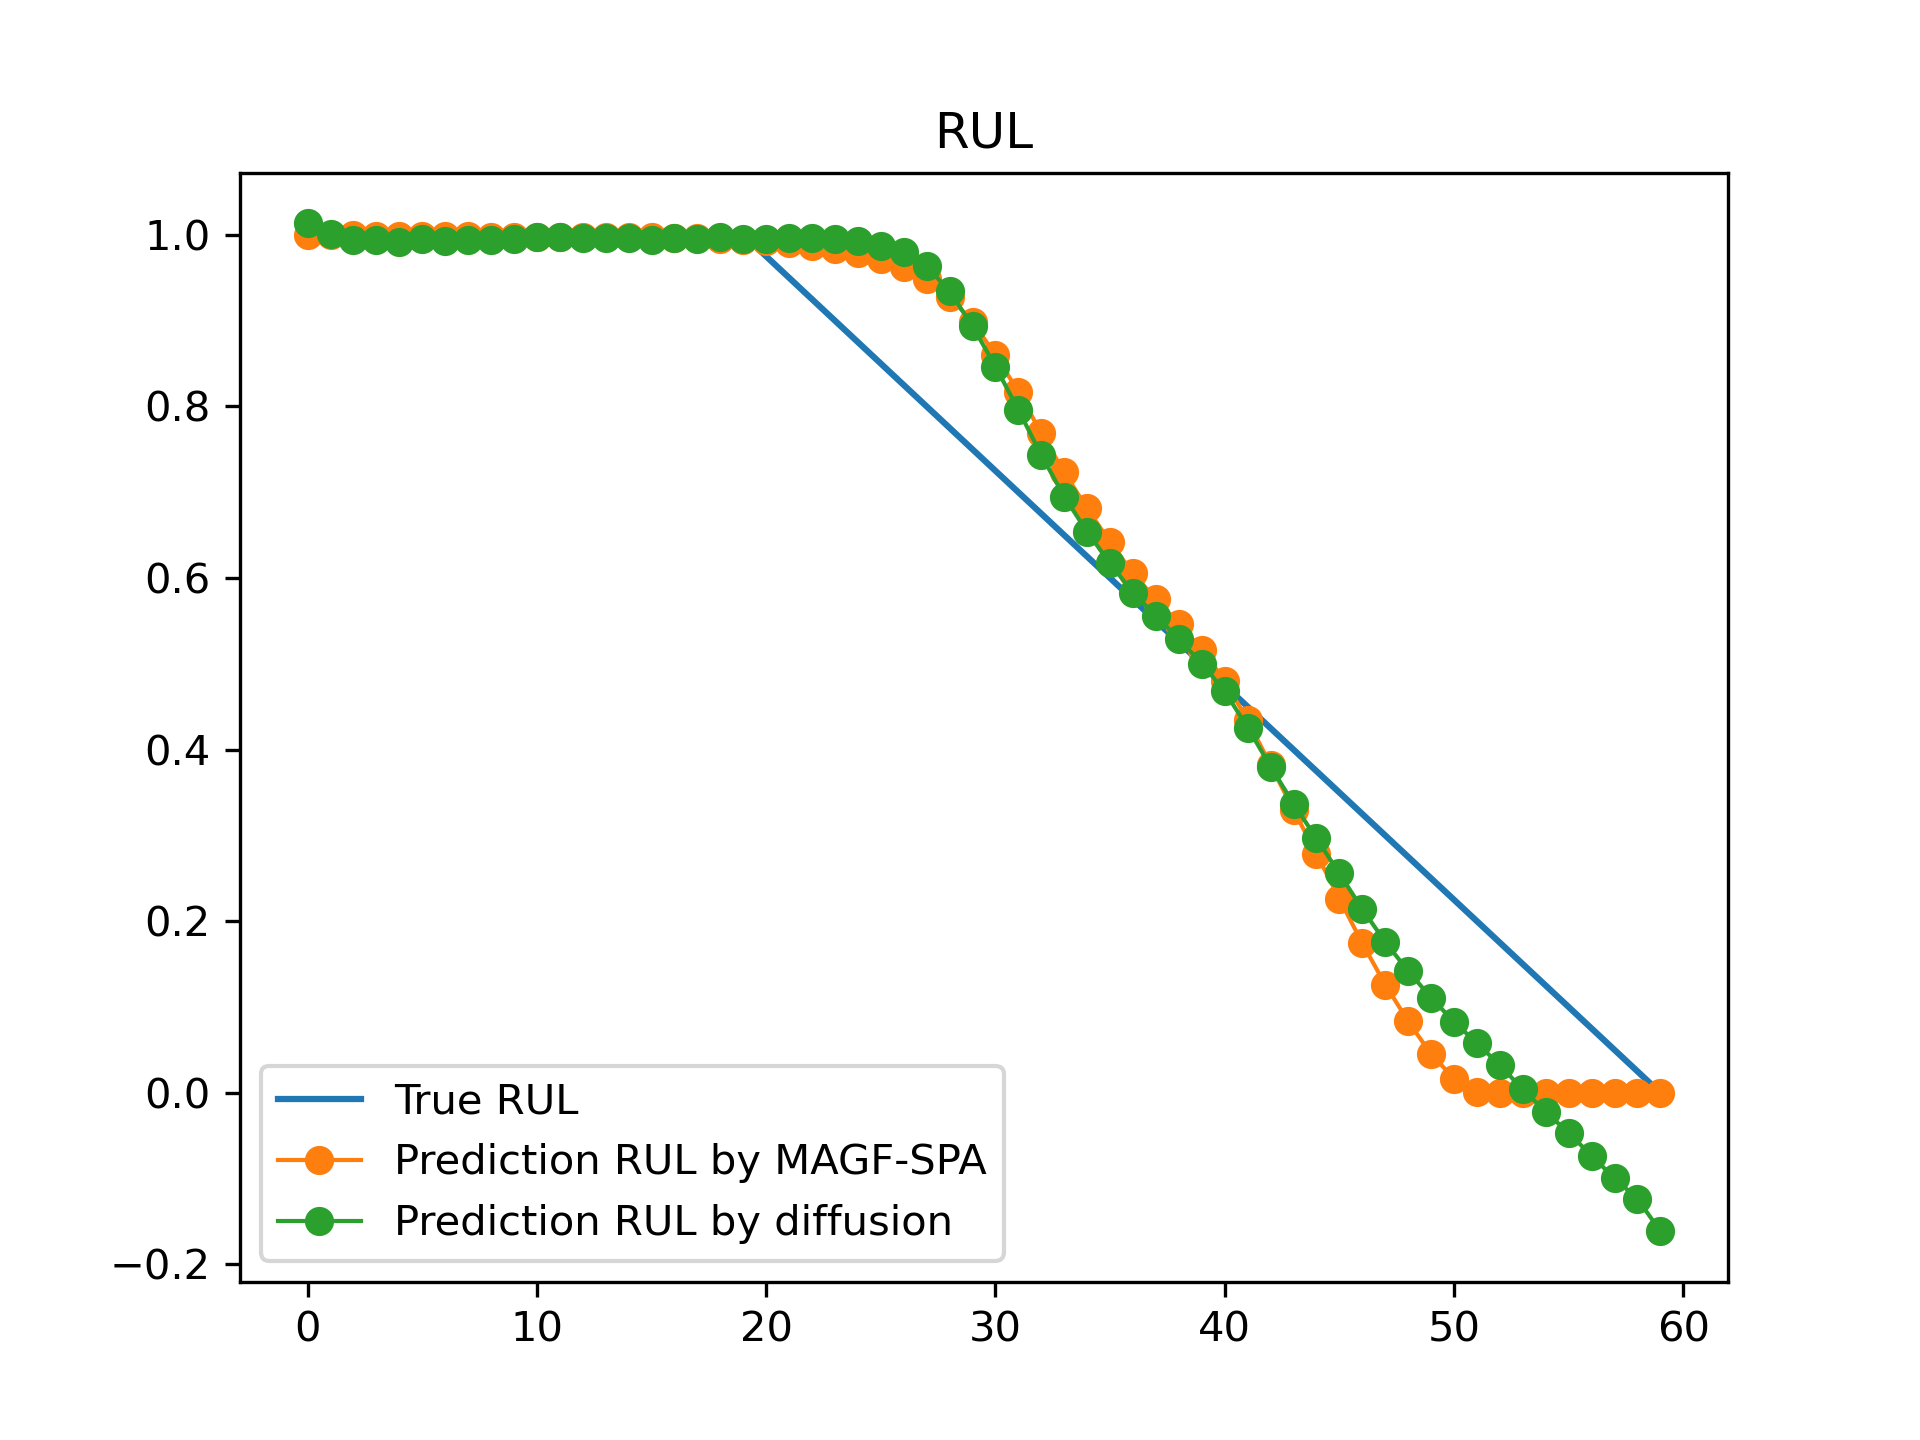 RUL
1.0
0.8
0.6
0.4
0.2
0.0
−0.2
True RUL
Prediction RUL by MAGF-SPA
Prediction RUL by diffusion
0 10 20 30 40 50 60